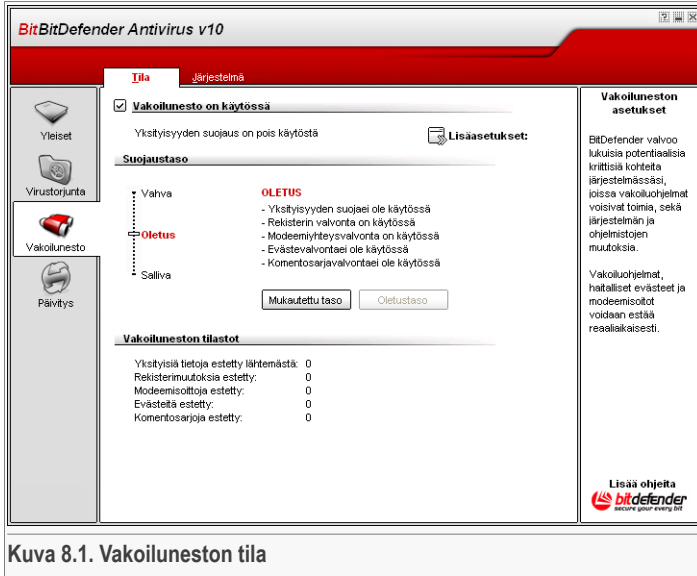 BitBitDefender Antivirus v10
Tila
Järjestelmä
Yleiset
Virustorjunta
Vakoilunesto
Päivitys
Vakoilunesto on käytössä
Yksityisyyden suojaus on pois käytöstä
Lisäasetukset:
Suojaustaso
Vahva
Oletus
Salliva
OLETUS
- Yksityisyyden suojaei ole käytössä
- Rekisterin valvonta on käytössä
- Modeemiyhteysvalvonta on käytössä
- Evästevalvontaei ole käytössä
- Komentosarjavalvontaei ole käytössä
Mukautettu taso
Oletustaso
Vakoiluneston tilastot
Yksityisiä tietoja estetty lähtemästä: 0
Rekisterimuutoksia estetty: 0
Modeemisoittoja estetty: 0
Evästeitä estetty: 0
Komentosarjoja estetty: 0
Vakoiluneston
asetukset
BitDefender valvoo
lukuisia potentiaalisia
kriittisiä kohteita
järjestelmässäsi,
joissa vakoiluohjelmat
voisivat toimia, sekä
järjestelmän ja
ohjelmistojen
muutoksia.
Vakoiluohjelmat,
haitalliset evästeet ja
modeemisoitot
voidaan estää
reaaliaikaisesti.
Lisää ohjeita
bitdefender
secure your every bit
Kuva 8.1. Vakoiluneston tila